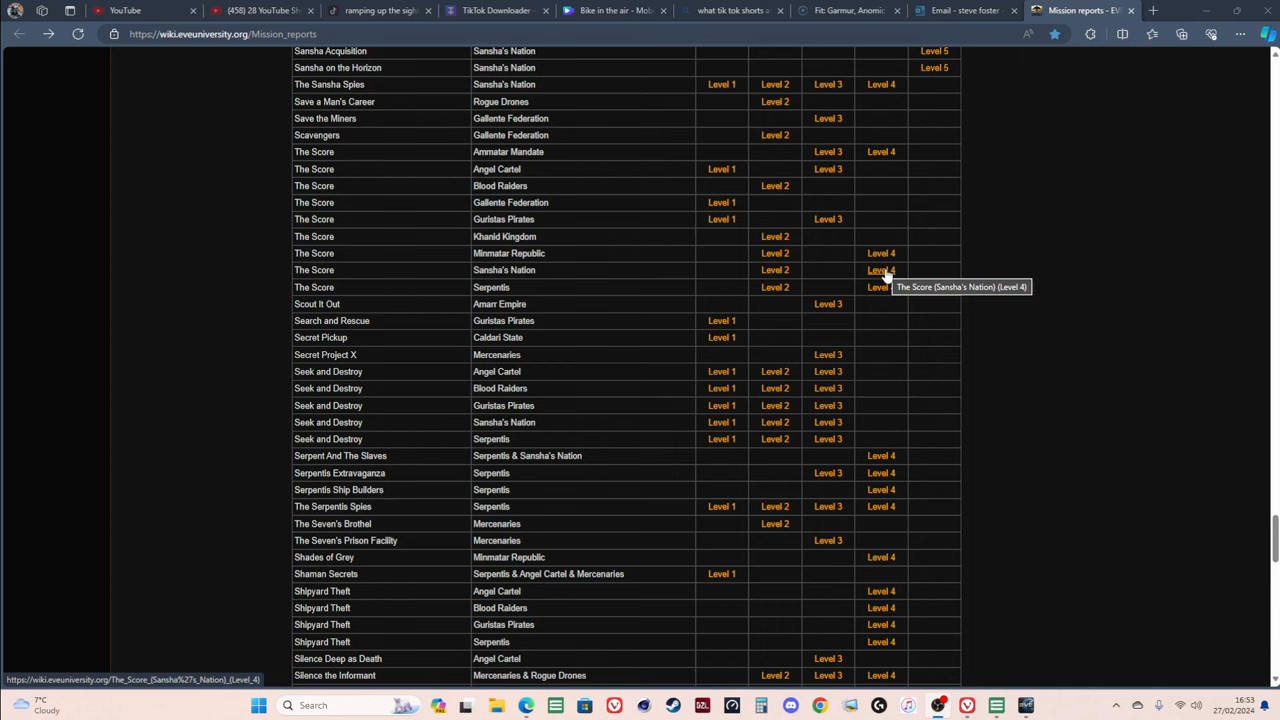 YouTube
(458) 28 YouTube Sh
ramping up the sight
TikTok Downloader -
Bike in the air - Mo
what tik tok shorts a
Fit: Garmur, Anomic
Email – steve foster
Mission reports - EV
https://wiki.eveuniversity.org/Mission_reports
Sansha Acquisition Sansha's Nation Level 5
Sansha on the Horizon Sansha's Nation Level 5
The Sansha Spies Sansha's Nation Level 1 Level 2 Level 3 Level 4
Save a Man's Career Rogue Drones Level 2
Save the Miners Gallente Federation Level 3
Scavengers Gallente Federation Level 2
The Score Ammatar Mandate Level 3 Level 4
The Score Angel Cartel Level 1 Level 3
The Score Blood Raiders Level 2
The Score Gallente Federation Level 1
The Score Guristas Pirates Level 1 Level 3
The Score Khanid Kingdom Level 2
The Score Minmatar Republic Level 2 Level 4
The Score Sansha's Nation Level 2 Level 4
The Score Serpentis Level 2 Level
The Score (Sansha's Nation) (Level 4)
Scout It Out Amarr Empire Level 3
Search and Rescue Guristas Pirates Level 1
Secret Pickup Caldari State Level 1
Secret Project X Mercenaries Level 3
Seek and Destroy Angel Cartel Level 1 Level 2 Level 3
Seek and Destroy Blood Raiders Level 1 Level 2 Level 3
Seek and Destroy Guristas Pirates Level 1 Level 2 Level 3
Seek and Destroy Sansha's Nation Level 1 Level 2 Level 3
Seek and Destroy Serpentis Level 1 Level 2 Level 3
Serpent And The Slaves Serpentis & Sansha's Nation Level 4
Serpentis Extravaganza Serpentis Level 3 Level 4
Serpentis Ship Builders Serpentis Level 4
The Serpentis Spies Serpentis Level 1 Level 2 Level 3 Level 4
The Seven's Brothel Mercenaries Level 2
The Seven's Prison Facility Mercenaries Level 3
Shades of Grey Minmatar Republic Level 4
Shaman Secrets Serpentis & Angel Cartel & Mercenaries Level 1
Shipyard Theft Angel Cartel Level 4
Shipyard Theft Blood Raiders Level 4
Shipyard Theft Guristas Pirates Level 4
Shipyard Theft Serpentis Level 4
Silence Deep as Death Angel Cartel Level 3
Silence the Informant Mercenaries & Rogue Drones Level 2 Level 3 Level 4
https://wiki.eveuniversity.org/The_Score_(Sansha%27s_Nation)_(Level_4)
7°C
Cloudy
Search
16:53
27/02/2024